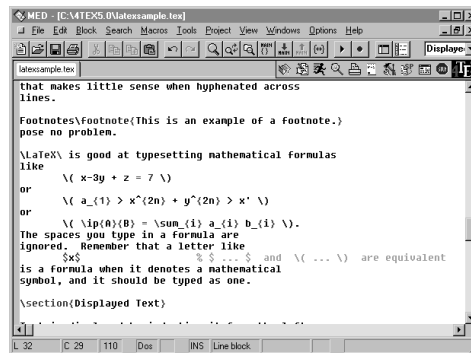 MED - [C:\4TEX5.0\latexsample.tex]
File Edit Block Search Macros Tools Project View Windows Options Help
Displaye
latexsample.tex
that makes little sense when hyphenated across
lines.
Footnotes\footnote{This is an example of a footnote.}
pose no problem.
\LaTeX\ is good at typesetting mathematical formulas
like
\( x-3y + z = 7 \)
or
\( a_{1} > x^{2n} + y^{2n} > x' \)
or
\( \ip{A}{B} = \sum_{i} a_{i} b_{i} \).
The spaces you type in a formula are
ignored. Remember that a letter like
$x$ % $ ... $ and \( ... \) are equivalent
is a formula when it denotes a mathematical
symbol, and it should be typed as one.
\section{Displayed Text}
L 32 C 29 110 Dos INS Line block